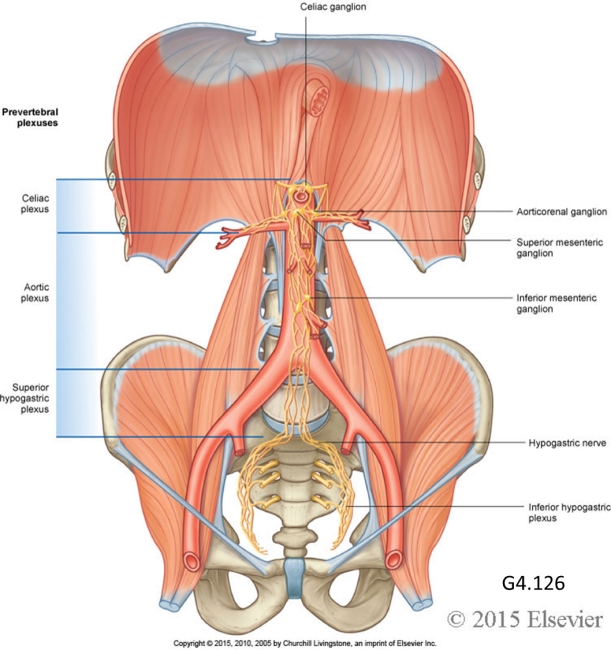 Celiac ganglion
Prevertebral
plexuses
Celiac
plexus
Aortic
plexus
Superior
hypogastric
plexus
Aorticorenal ganglion
Superior mesenteric
ganglion
Inferior mesenteric
ganglion
Hypogastric nerve
Inferior hypogastric
plexus
G4.126
© 2015 Elsevier
Copyright © 2015, 2010, 2005 by Churchill Livingstone, an imprint of Elsevier Inc.